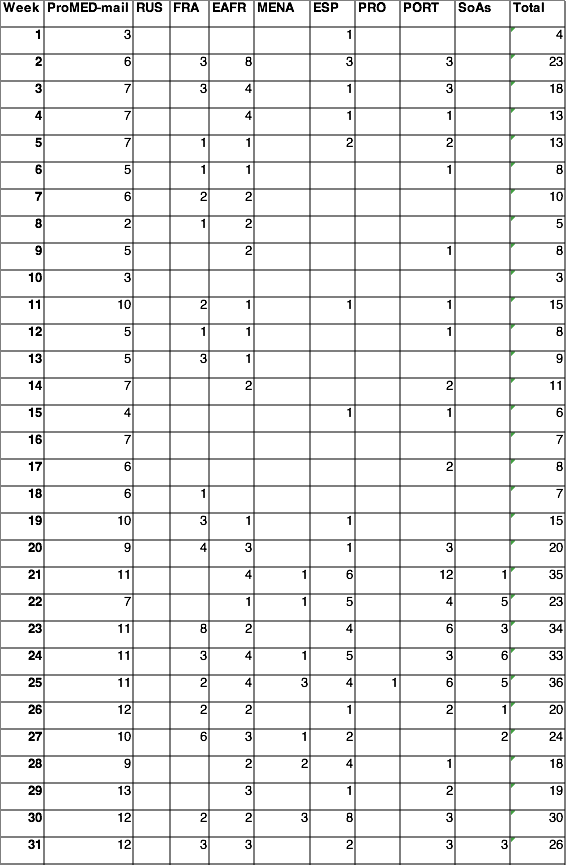 Week ProMED-mail RUS FRA EAFR MENA ESP PRO PORT SoAs Total
1 3 1 4
2 6 3 8 3 3 23
3 7 3 4 1 3 18
4 7 4 1 1 13
5 7 1 1 2 2 13
6 5 1 1 1 8
7 6 2 2 10
8 2 1 2 5
9 5 2 1 8
10 3 3
11 10 2 1 1 1 15
12 5 1 1 1 8
13 5 3 1 9
14 7 2 2 11
15 4 1 1 6
16 7 7
17 6 2 8
18 6 1 7
19 10 3 1 1 15
20 9 4 3 1 3 20
21 11 4 1 6 12 1 35
22 7 1 1 5 4 5 23
23 11 8 2 4 6 3 34
24 11 3 4 1 5 3 6 33
25 11 2 4 3 4 1 6 5 36
26 12 2 2 1 2 1 20
27 10 6 3 1 2 2 24
28 9 2 2 4 1 18
29 13 3 1 2 19
30 12 2 2 3 8 3 30
31 12 3 3 2 3 3 26